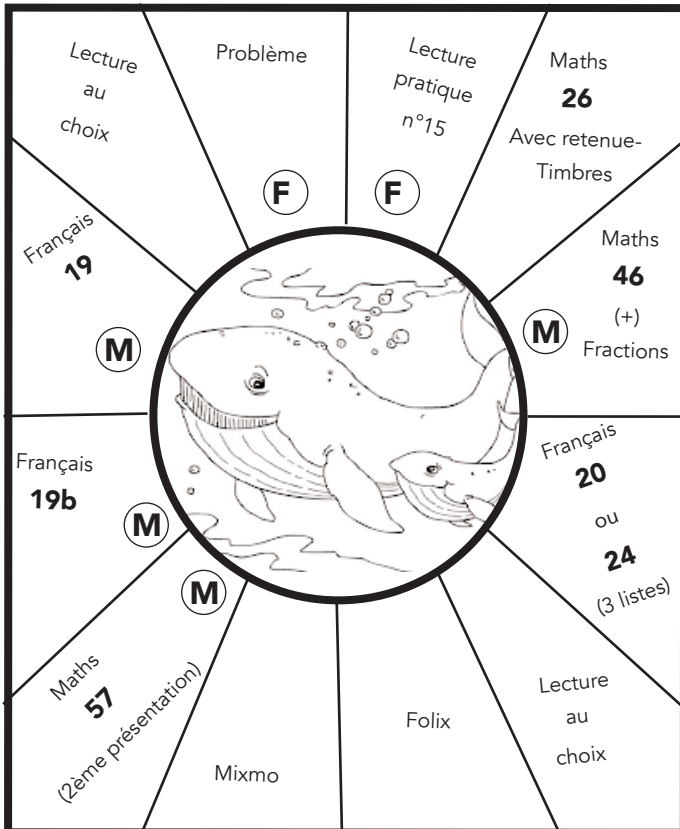 Lecture
au
choix
Problème
F
Lecture
pratique
n°15
F
Maths
26
Avec retenue-
Timbres
Maths
46
(+)
Fractions
M
Français
20
ou
24
(3 listes)
Lecture
au
choix
Folix
Mixmo
Maths
57
(2ème présentation)
M
Français
19b
M
Français
19
M